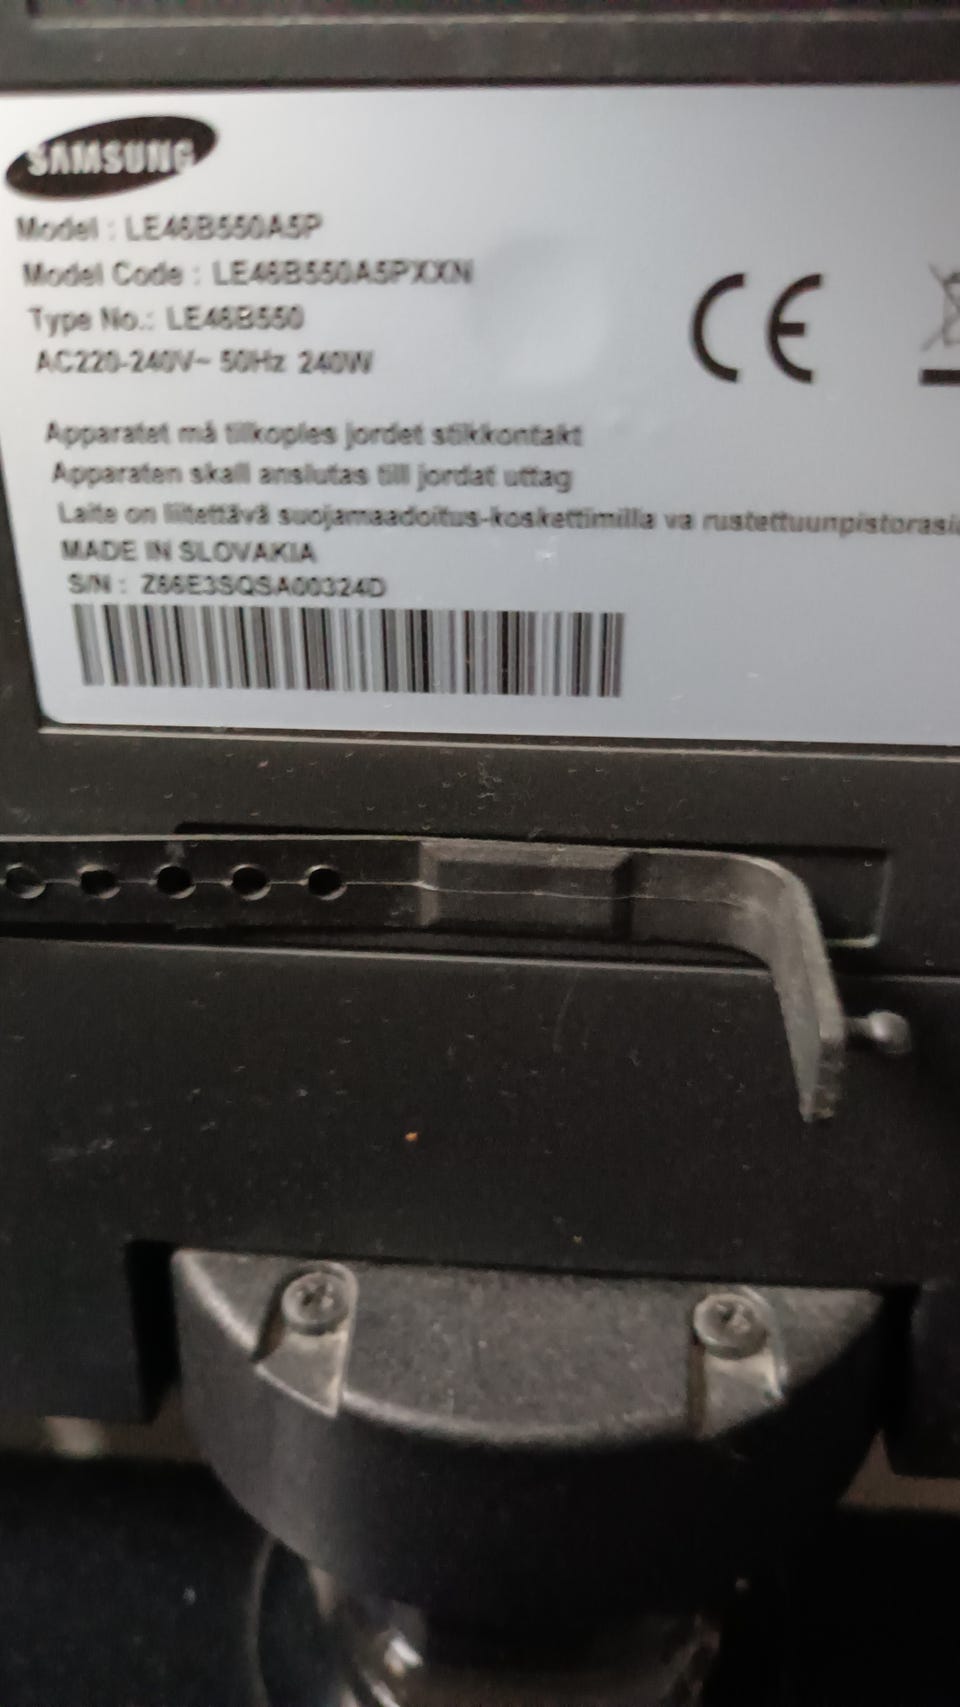 SAMSUNG
Model : LE46B550A5P
Model Code : LE46B550A5PXXN
Type No.: LE46B550
AC220-240V~ 50Hz 240W
CE
Apparatet må tilkoples jordet stikkontakt
Apparaten skall anslutas till jordat uttag
Laite on liitettävä suojamaadoitus-koskettimilla va rustettuunpistorasia
MADE IN SLOVAKIA
S/N : Z66E3SQSA00324D